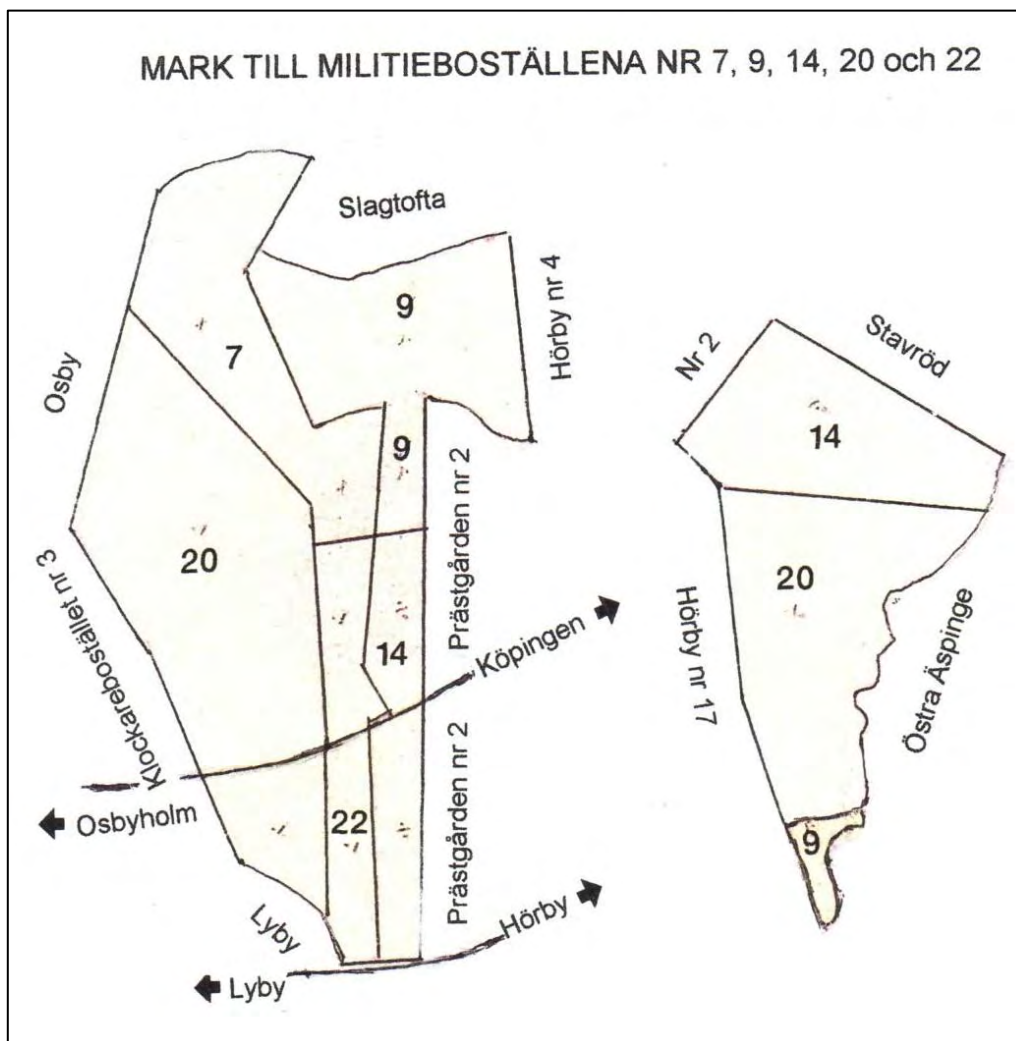 MARK TILL MILITIEBOSTÄLLENA NR 7, 9, 14, 20 och 22
Slagtofta
Osby
7
9
Hörby nr 4
9
20
Klockarebostället nr 3
Prästgården nr 2
14
Köpingen
Osbyholm
22
Prästgården nr 2
Lyby
Hörby
Lyby
Nr 2
Stavröd
14
20
Hörby nr 17
Östra Äspinge
9